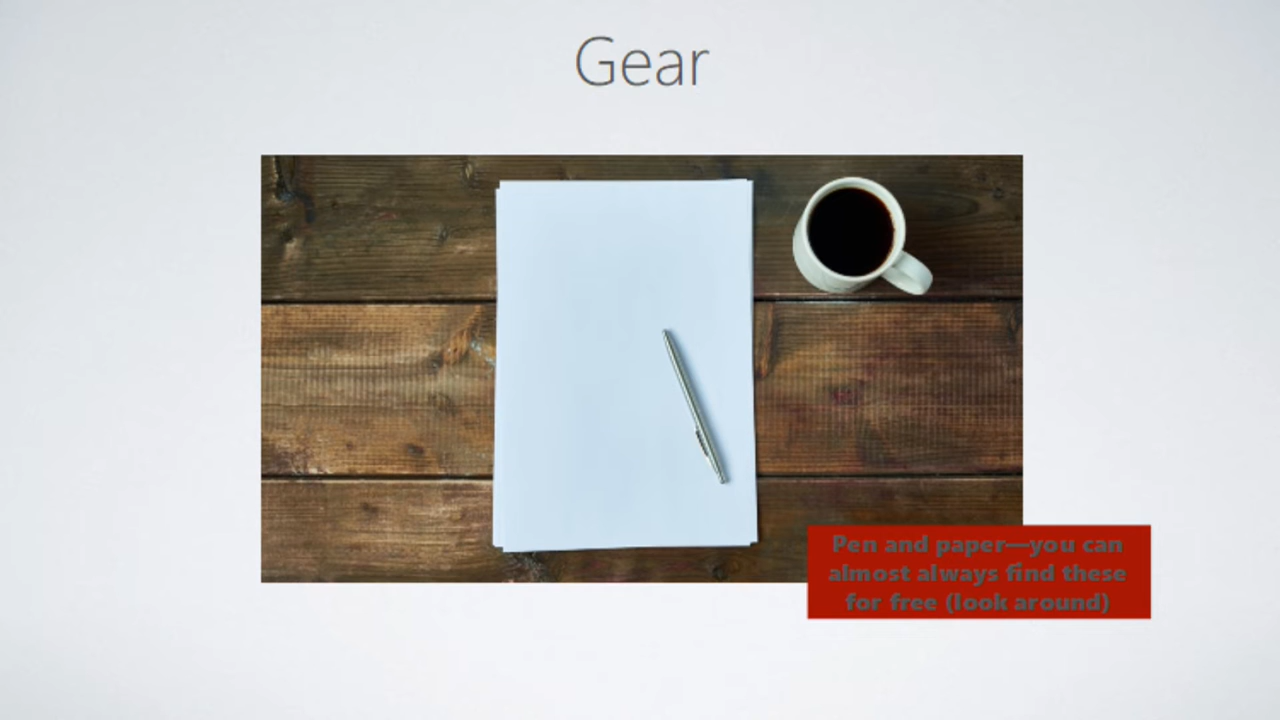 Gear
Pen and paper—you can
almost always find these
for free (look around)